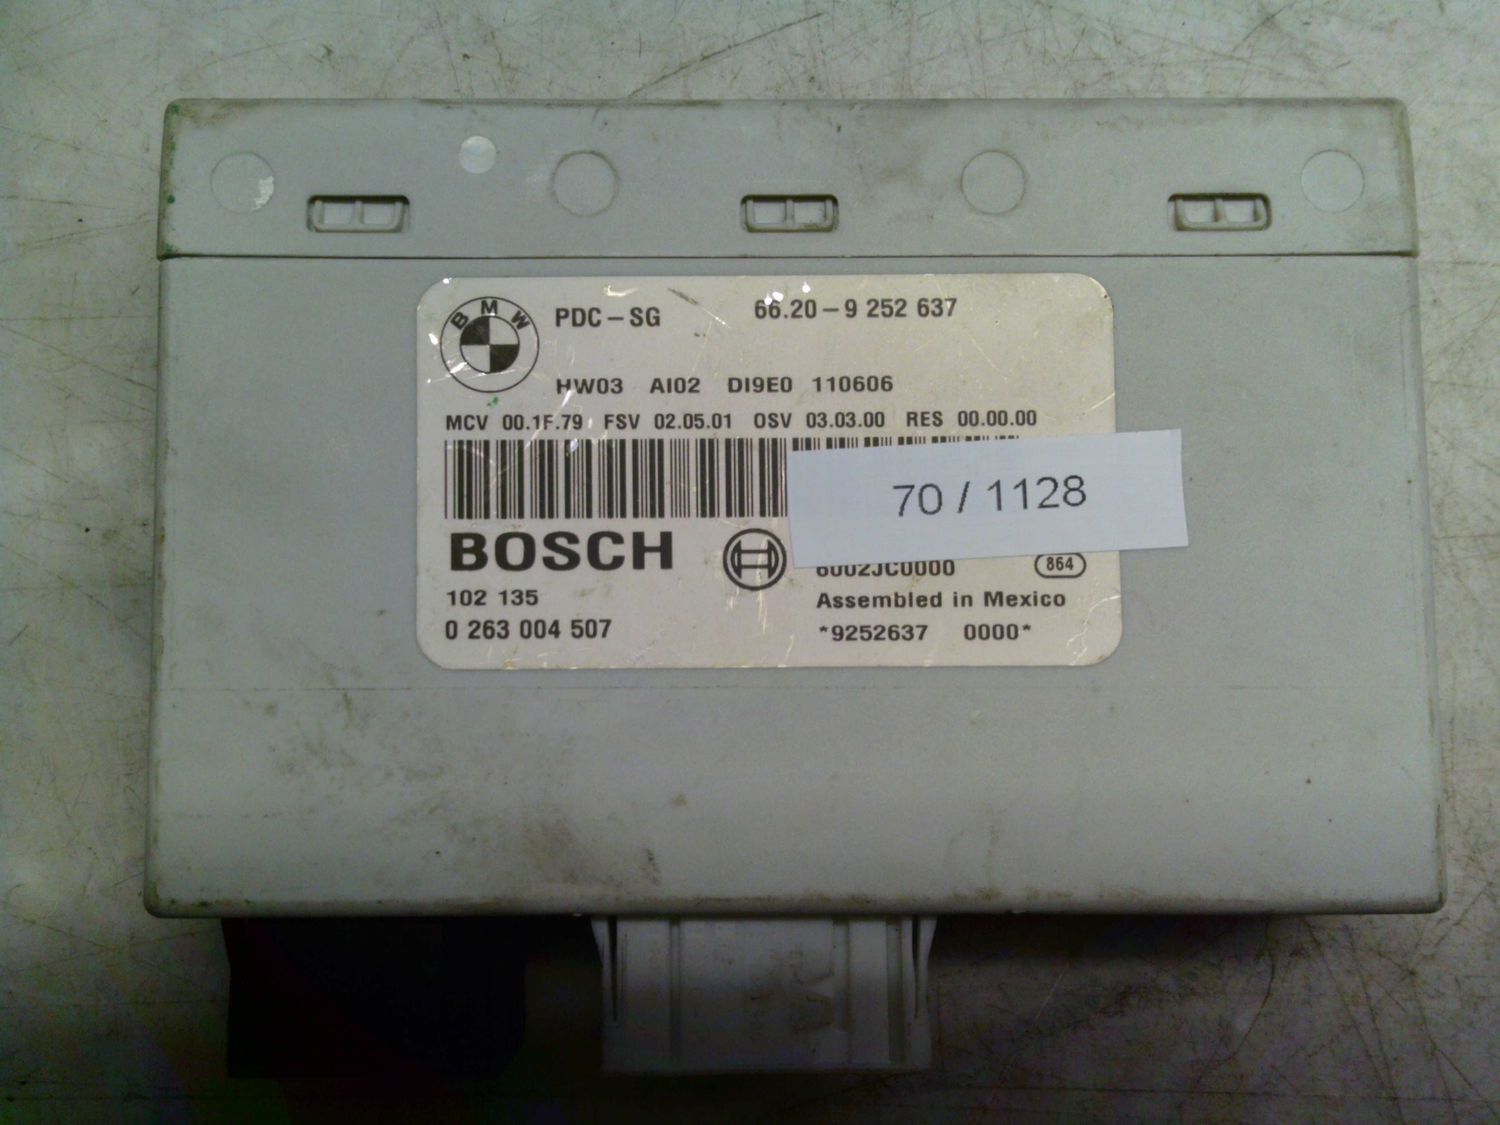 BMW
PDC-SG 66.20-9 252 637
HW03 AI02 DI9E0 110606
MCV 00.1F.79 FSV 02.05.01 OSV 03.03.00 RES 00.00.00
70 / 1128
BOSCH
6002JC0000 864
102 135 Assembled in Mexico
0 263 004 507 *9252637 0000*